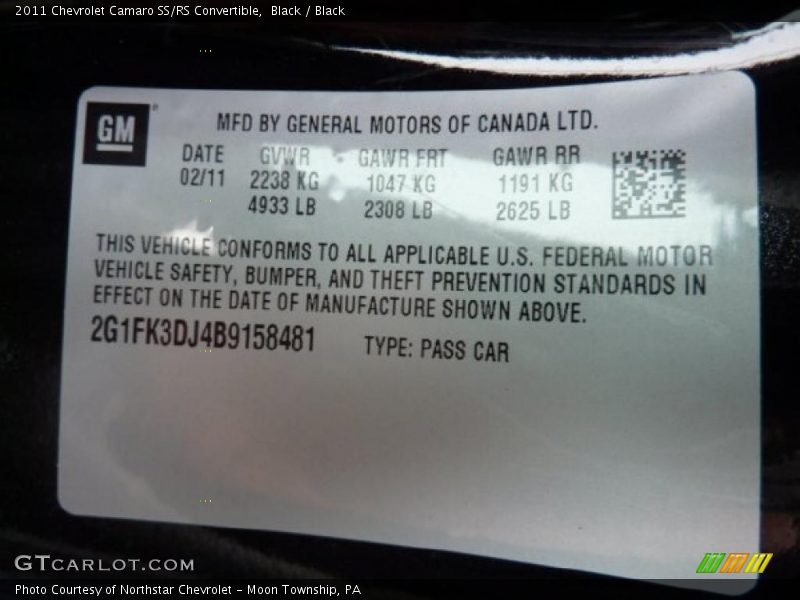 2011 Chevrolet Camaro SS/RS Convertible, Black / Black
GM
MFD BY GENERAL MOTORS OF CANADA LTD.
DATE GVWR GAWR FRT GAWR RR
02/11 2238 KG 1047 KG 1191 KG
4933 LB 2308 LB 2625 LB
THIS VEHICLE CONFORMS TO ALL APPLICABLE U.S. FEDERAL MOTOR
VEHICLE SAFETY, BUMPER, AND THEFT PREVENTION STANDARDS IN
EFFECT ON THE DATE OF MANUFACTURE SHOWN ABOVE.
2G1FK3DJ4B9158481 TYPE: PASS CAR
GTCARLOT.COM
Photo Courtesy of Northstar Chevrolet - Moon Township, PA